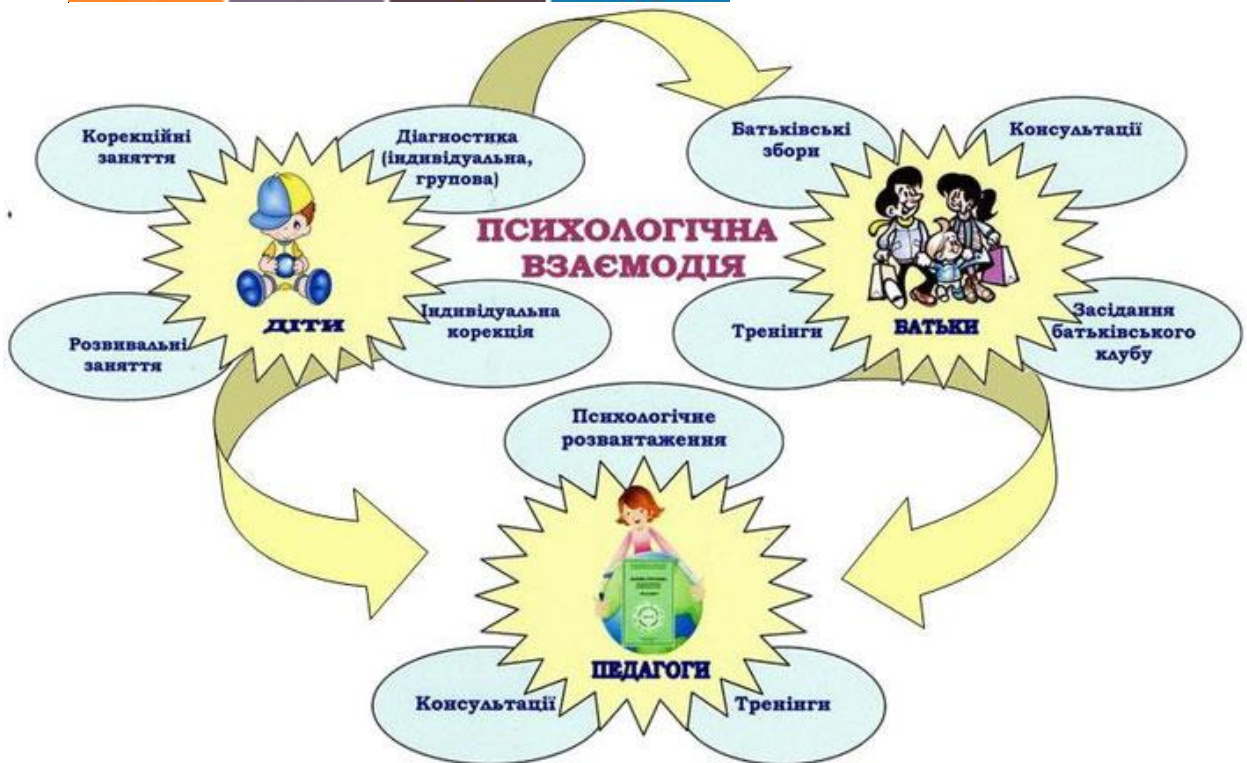 Корекційні
заняття
Діагностика
(індивідуальна,
групова)
Батьківські
збори
Консультації
ПСИХОЛОГІЧНА
ВЗАЄМОДІЯ
ДІТИ
Розвивальні
заняття
Індивідуальна
корекція
БАТЬКИ
Тренінги
Засідання
батьківського
клубу
Психологічне
розвантаження
ПЕДАГОГИ
Консультації
Тренінги